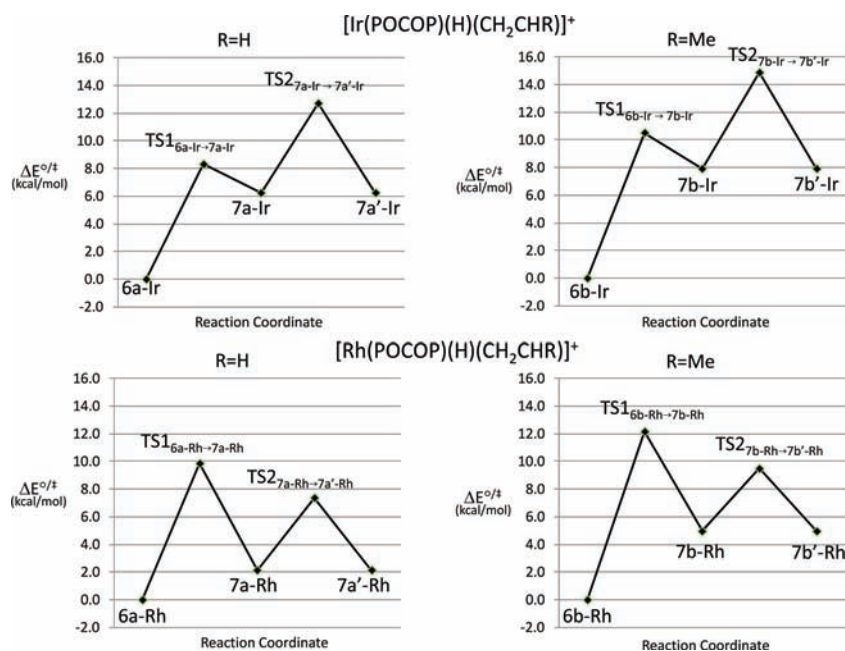 [Ir(POCOP)(H)(CH₂CHR)]⁺
R=H
16.0
14.0
12.0
10.0
8.0
6.0
4.0
2.0
0.0
-2.0
ΔE°/‡
(kcal/mol)
TS1₆ₐ₋Ir→7a-Ir
TS2 7a-Ir→7a′-Ir
6a-Ir
7a-Ir
7a′-Ir
Reaction Coordinate
R=Me
16.0
14.0
12.0
10.0
8.0
6.0
4.0
2.0
0.0
-2.0
ΔE°/‡
(kcal/mol)
TS1 6b-Ir→7b-Ir
TS2 7b-Ir→7b′-Ir
6b-Ir
7b-Ir
7b′-Ir
Reaction Coordinate
[Rh(POCOP)(H)(CH₂CHR)]⁺
R=H
16.0
14.0
12.0
10.0
8.0
6.0
4.0
2.0
0.0
-2.0
ΔE°/‡
(kcal/mol)
TS1 6a-Rh→7a-Rh
TS2 7a-Rh→7a′-Rh
6a-Rh
7a-Rh
7a′-Rh
Reaction Coordinate
R=Me
16.0
14.0
12.0
10.0
8.0
6.0
4.0
2.0
0.0
-2.0
ΔE°/‡
(kcal/mol)
TS1 6b-Rh→7b-Rh
TS2 7b-Rh→7b′-Rh
6b-Rh
7b-Rh
7b′-Rh
Reaction Coordinate